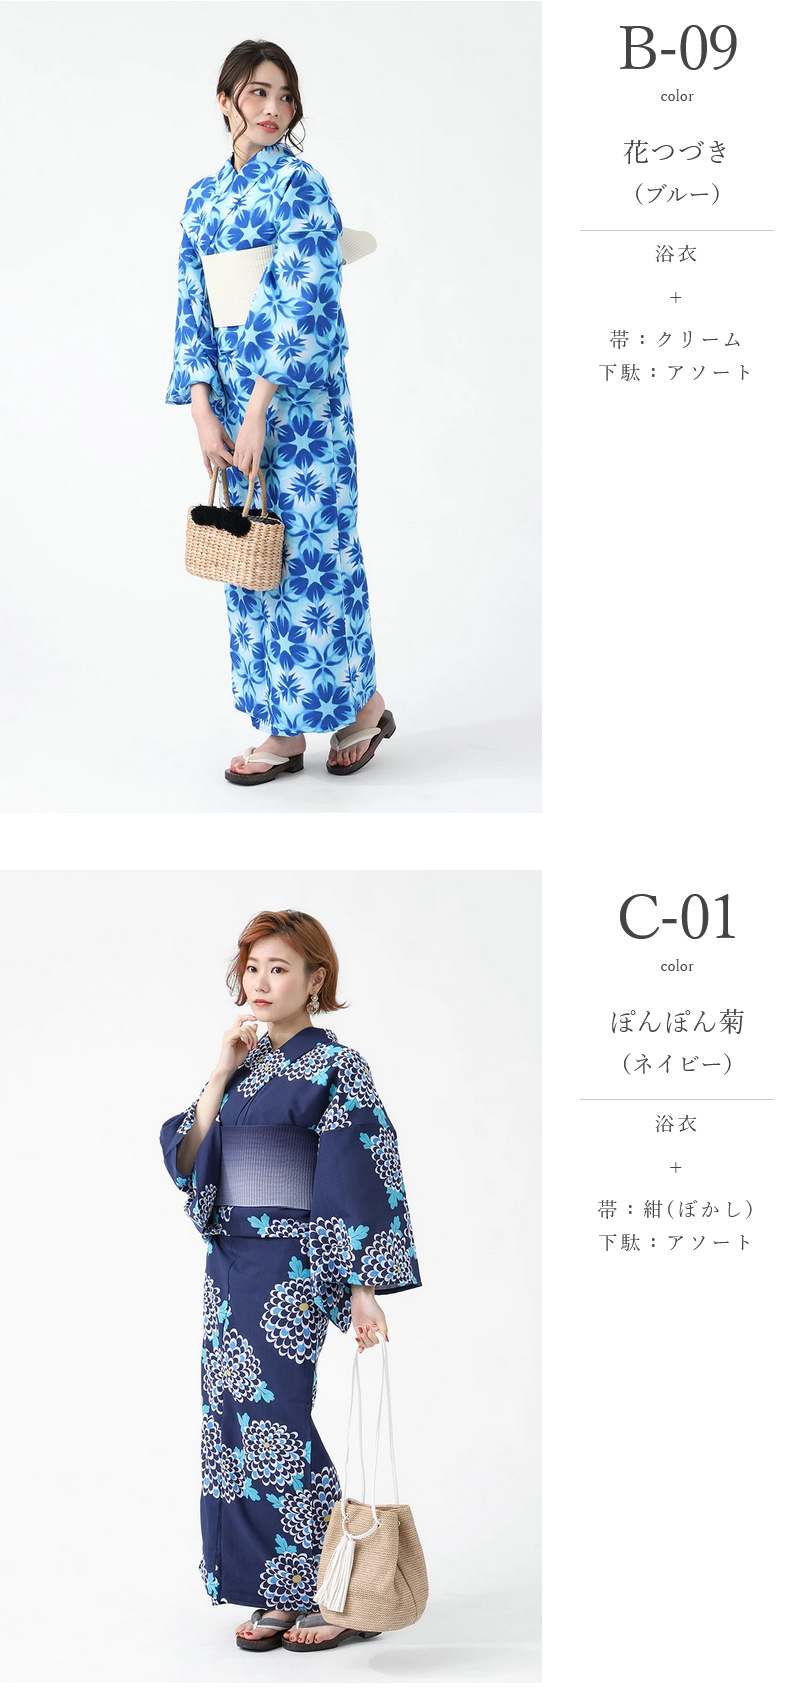 B-09
color
花つづき
（ブルー）
浴衣
+
帯：クリーム
下駄：アソート
C-01
color
ぽんぽん菊
（ネイビー）
浴衣
+
帯：紺（ぼかし）
下駄：アソート